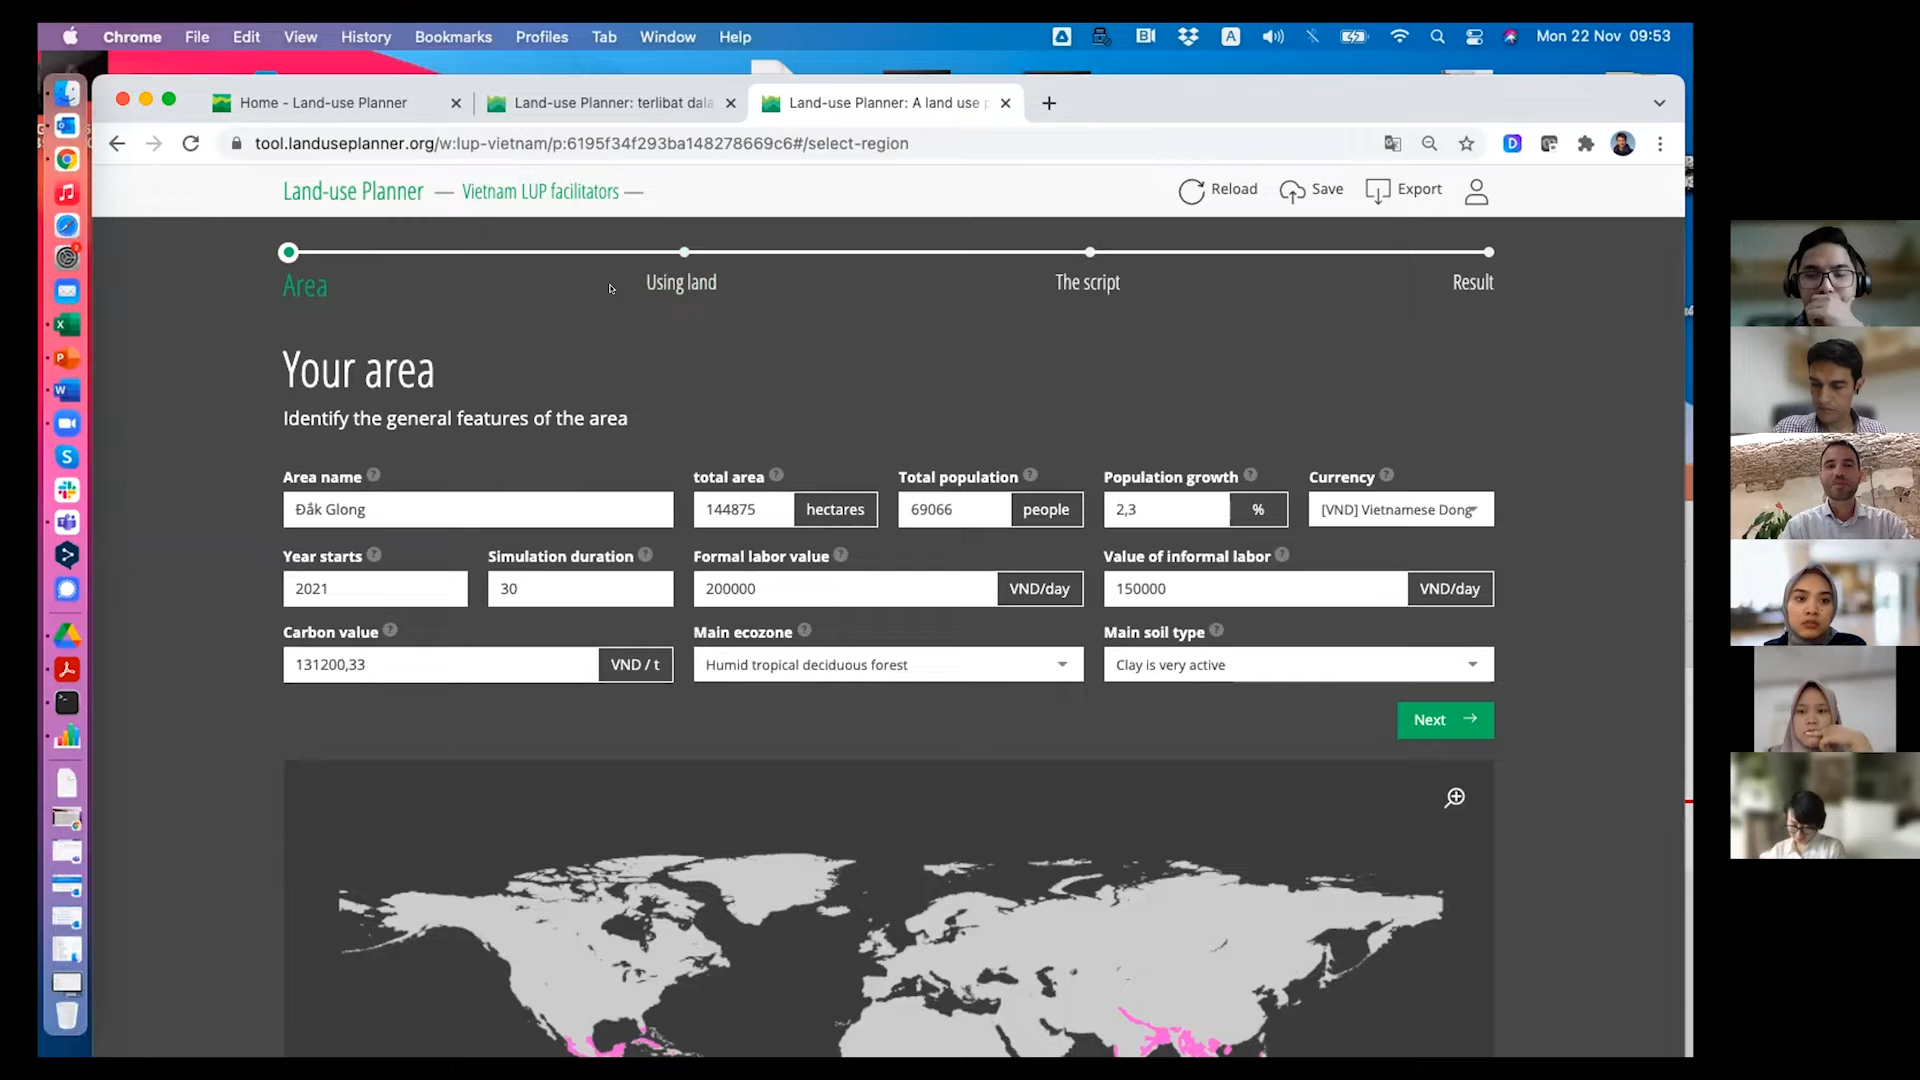 Chrome File Edit View History Bookmarks Profiles Tab Window Help Mon 22 Nov 09:53
Home - Land-use Planner
Land-use Planner: terlibat dala
Land-use Planner: A land use p
tool.landuseplanner.org/w:lup-vietnam/p:6195f34f293ba148278669c6#/select-region
Land-use Planner — Vietnam LUP facilitators —
Reload Save Export
Area Using land The script Result
Your area
Identify the general features of the area
Area name total area Total population Population growth Currency
Đắk Glong 144875 hectares 69066 people 2,3 % [VND] Vietnamese Dong
Year starts Simulation duration Formal labor value Value of informal labor
2021 30 200000 VND/day 150000 VND/day
Carbon value Main ecozone Main soil type
131200,33 VND / t Humid tropical deciduous forest Clay is very active
Next